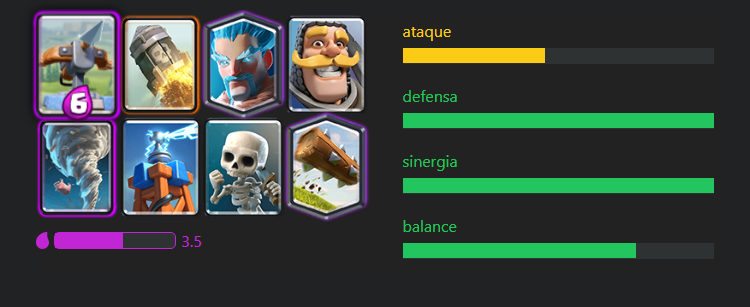 ataque
6
defensa
sinergia
balance
3.5